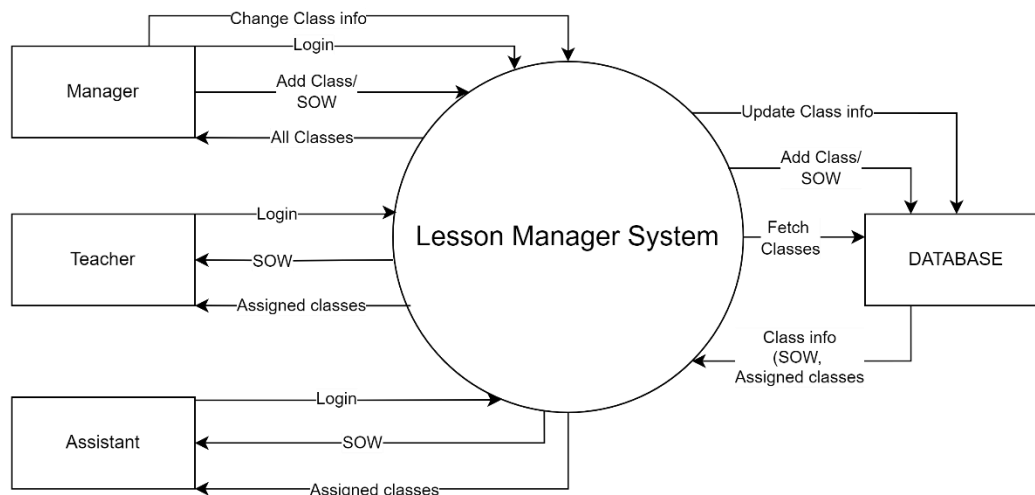 Change Class info
Login
Manager
Add Class/
SOW
All Classes
Update Class info
Add Class/
SOW
Login
Teacher
SOW
Assigned classes
Lesson Manager System
Fetch
Classes
DATABASE
Class info
(SOW,
Assigned classes
Login
Assistant
SOW
Assigned classes